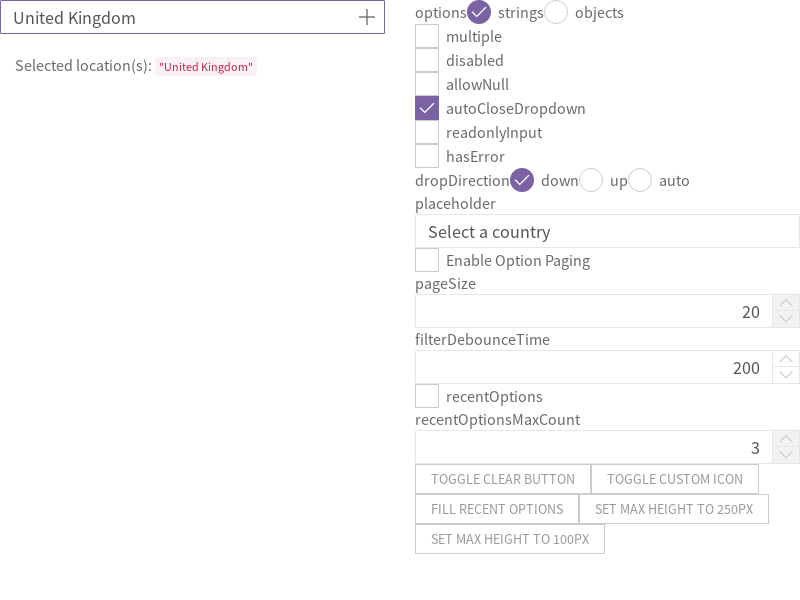 United Kingdom
Selected location(s): "United Kingdom"
options strings objects
multiple
disabled
allowNull
autoCloseDropdown
readonlyInput
hasError
dropDirection down up auto
placeholder
Select a country
Enable Option Paging
pageSize
20
filterDebounceTime
200
recentOptions
recentOptionsMaxCount
3
TOGGLE CLEAR BUTTON TOGGLE CUSTOM ICON
FILL RECENT OPTIONS SET MAX HEIGHT TO 250PX
SET MAX HEIGHT TO 100PX